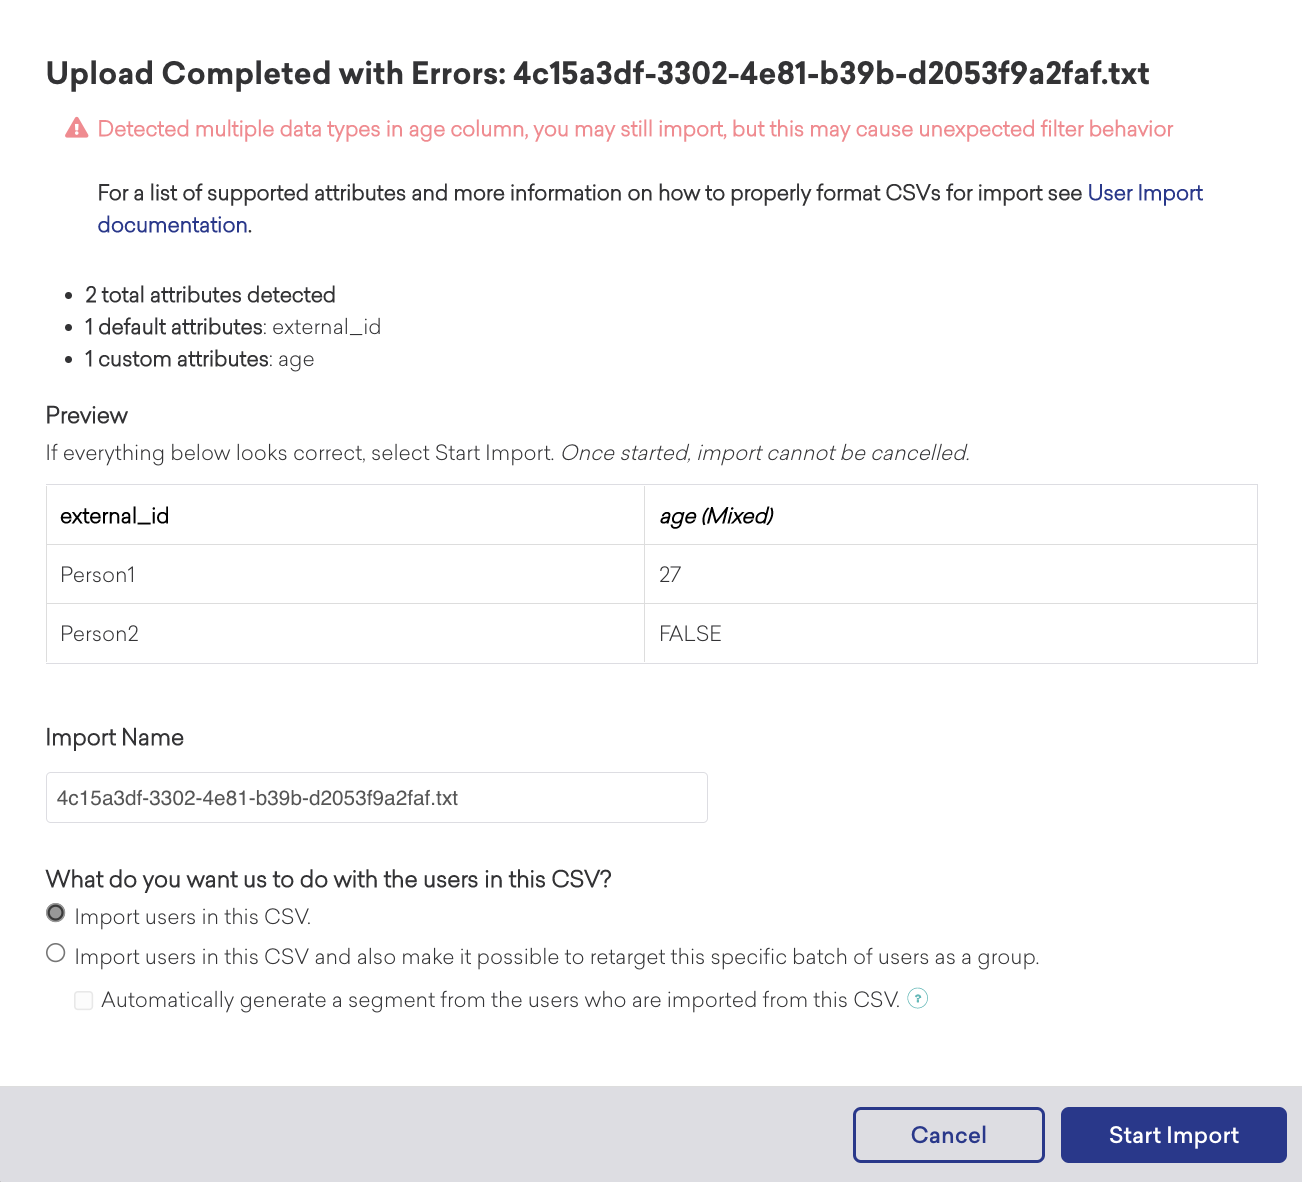 Upload Completed with Errors: 4c15a3df-3302-4e81-b39b-d2053f9a2faf.txt
Detected multiple data types in age column, you may still import, but this may cause unexpected filter behavior
For a list of supported attributes and more information on how to properly format CSVs for import see User Import
documentation.
• 2 total attributes detected
• 1 default attributes: external_id
• 1 custom attributes: age
Preview
If everything below looks correct, select Start Import. Once started, import cannot be cancelled.
external_id age (Mixed)
Person1 27
Person2 FALSE
Import Name
4c15a3df-3302-4e81-b39b-d2053f9a2faf.txt
What do you want us to do with the users in this CSV?
Import users in this CSV.
Import users in this CSV and also make it possible to retarget this specific batch of users as a group.
Automatically generate a segment from the users who are imported from this CSV. ?
Cancel Start Import